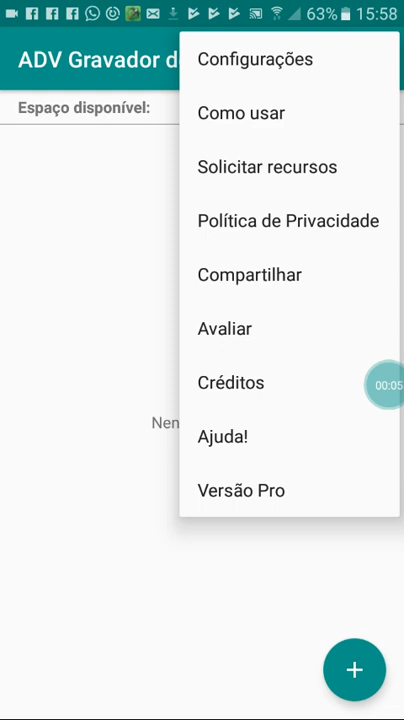 63% 15:58
ADV Gravador d
Espaço disponível:
Configurações
Como usar
Solicitar recursos
Política de Privacidade
Compartilhar
Avaliar
Créditos
00:05
Nen
Ajuda!
Versão Pro